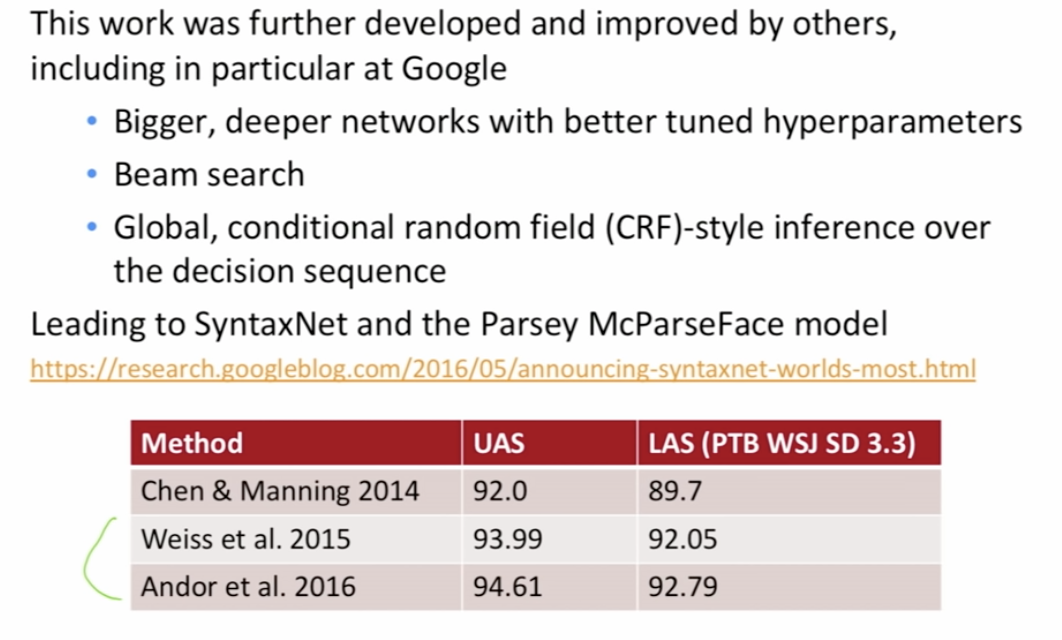 This work was further developed and improved by others,
including in particular at Google
• Bigger, deeper networks with better tuned hyperparameters
• Beam search
• Global, conditional random field (CRF)-style inference over
the decision sequence
Leading to SyntaxNet and the Parsey McParseFace model
https://research.googleblog.com/2016/05/announcing-syntaxnet-worlds-most.html
Method UAS LAS (PTB WSJ SD 3.3)
Chen & Manning 2014 92.0 89.7
Weiss et al. 2015 93.99 92.05
Andor et al. 2016 94.61 92.79